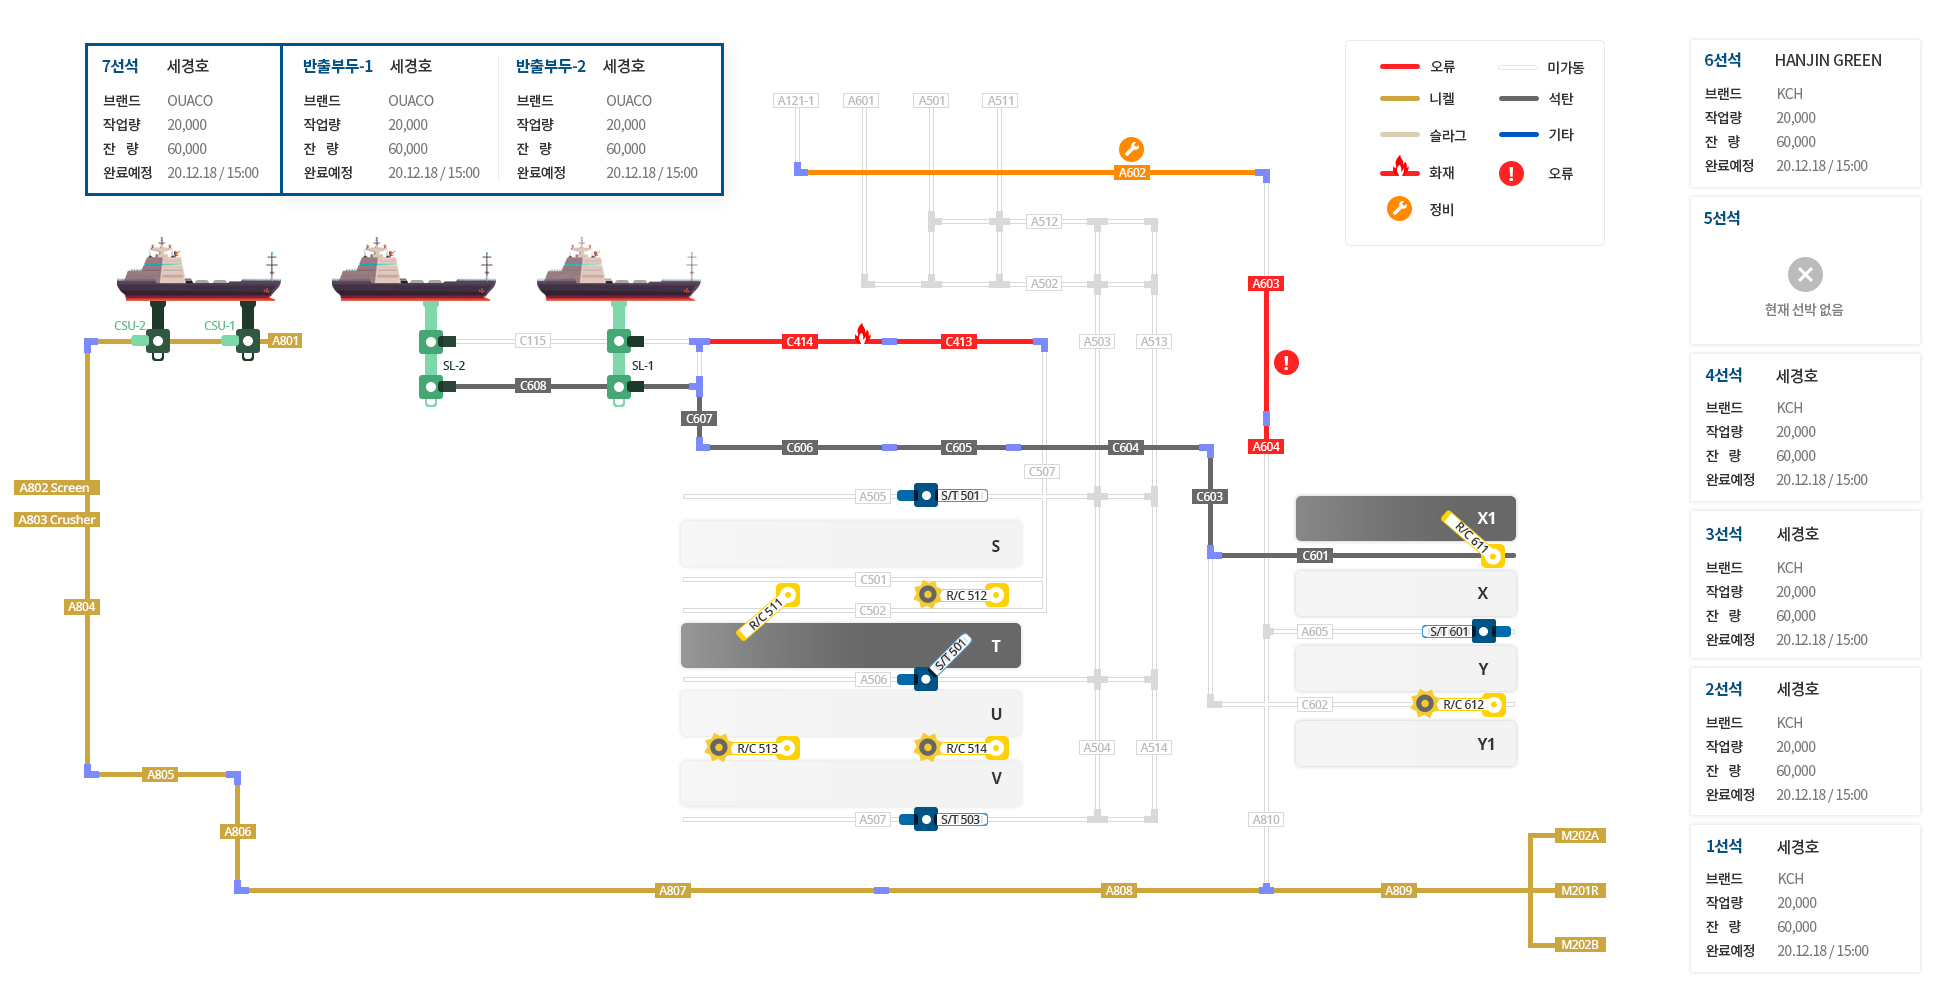 7선석 세경호
브랜드 OUACO
작업량 20,000
잔 량 60,000
완료예정 20.12.18 / 15:00
반출부두-1 세경호
브랜드 OUACO
작업량 20,000
잔 량 60,000
완료예정 20.12.18 / 15:00
반출부두-2 세경호
브랜드 OUACO
작업량 20,000
잔 량 60,000
완료예정 20.12.18 / 15:00
A121-1
A601
A501
A511
A602
A512
A502
A603
오류
미가동
니켈
석탄
슬라그
기타
화재
오류
정비
CSU-2
CSU-1
A801
C115
SL-2
SL-1
C608
C414
C413
A503
A513
C607
C606
C605
C604
A604
C507
C603
A802 Screen
A803 Crusher
A804
A805
A806
A505
S/T 501
S
C501
R/C 511
R/C 512
C502
T
S/T 501
A506
U
R/C 513
R/C 514
V
A507
S/T 503
A504
A514
X1
R/C 611
C601
X
A605
S/T 601
Y
C602
R/C 612
Y1
A810
A807
A808
A809
M202A
M201R
M202B
6선석 HANJIN GREEN
브랜드 KCH
작업량 20,000
잔 량 60,000
완료예정 20.12.18 / 15:00
5선석
현재 선박 없음
4선석 세경호
브랜드 KCH
작업량 20,000
잔 량 60,000
완료예정 20.12.18 / 15:00
3선석 세경호
브랜드 KCH
작업량 20,000
잔 량 60,000
완료예정 20.12.18 / 15:00
2선석 세경호
브랜드 KCH
작업량 20,000
잔 량 60,000
완료예정 20.12.18 / 15:00
1선석 세경호
브랜드 KCH
작업량 20,000
잔 량 60,000
완료예정 20.12.18 / 15:00